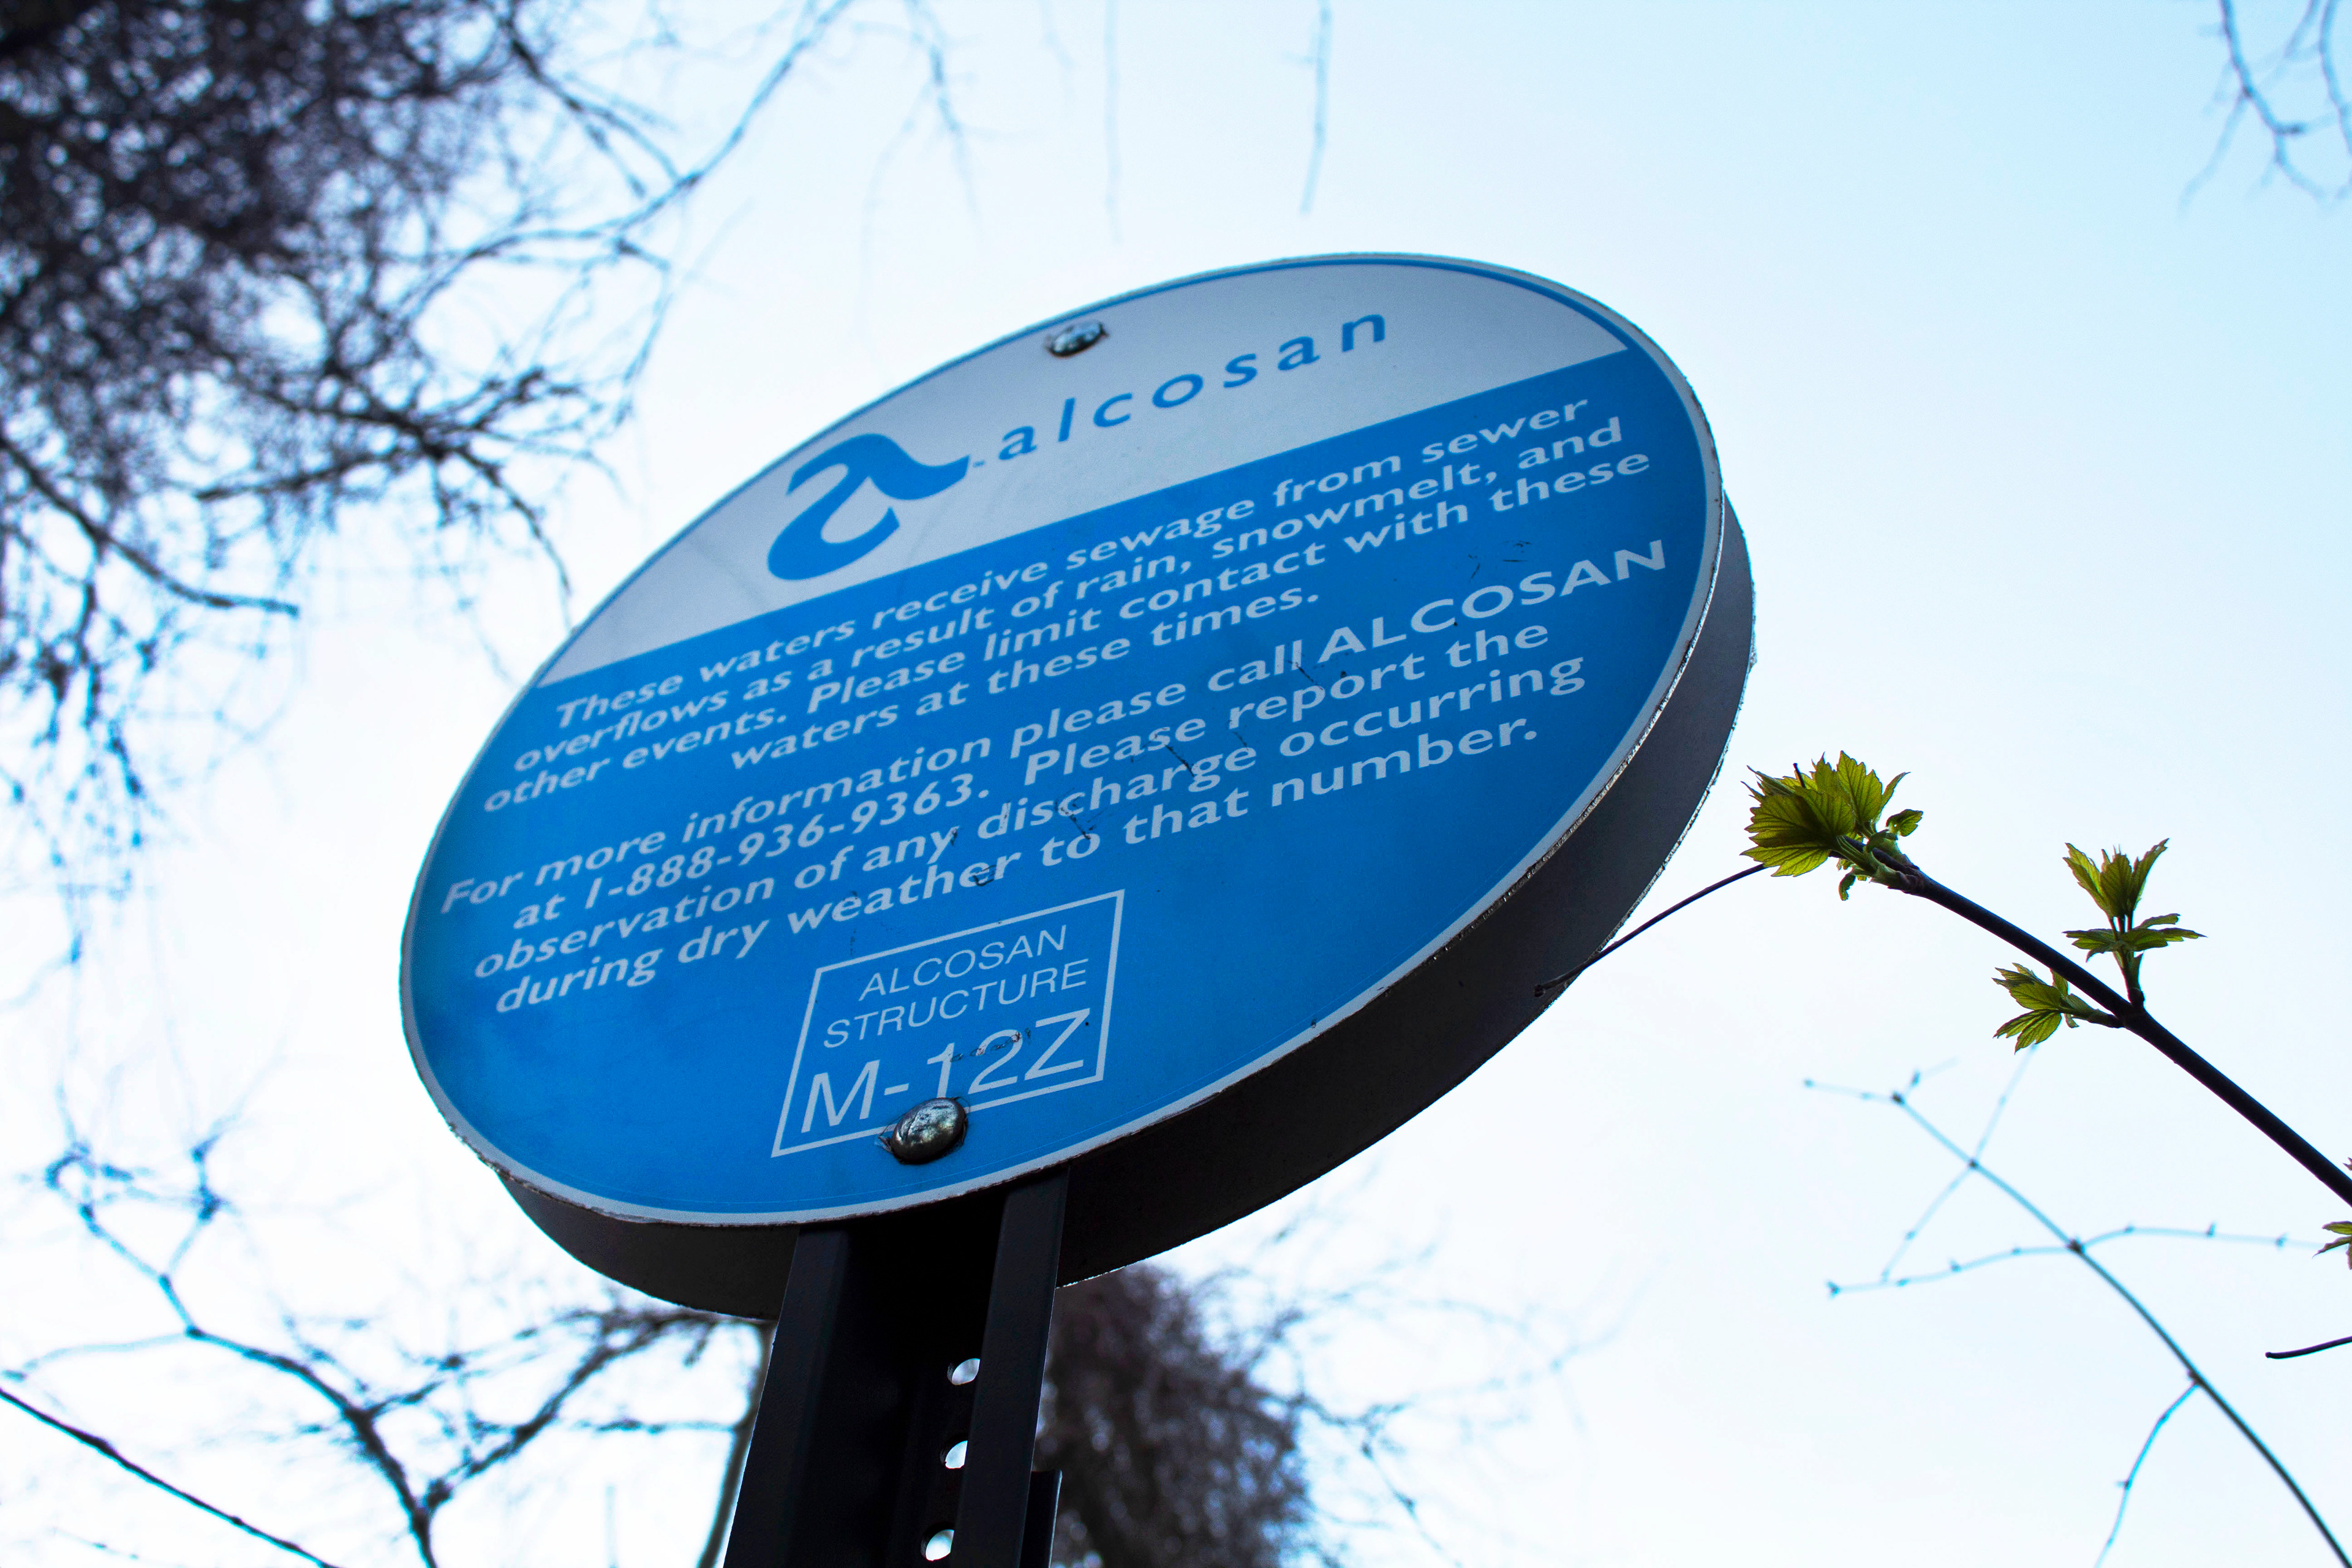 alcosan
These waters receive sewage from sewer
overflows as a result of rain, snowmelt, and
other events. Please limit contact with these
waters at these times.
For more information please call ALCOSAN
at 1-888-936-9363. Please report the
observation of any discharge occurring
during dry weather to that number.
ALCOSAN
STRUCTURE
M-12Z